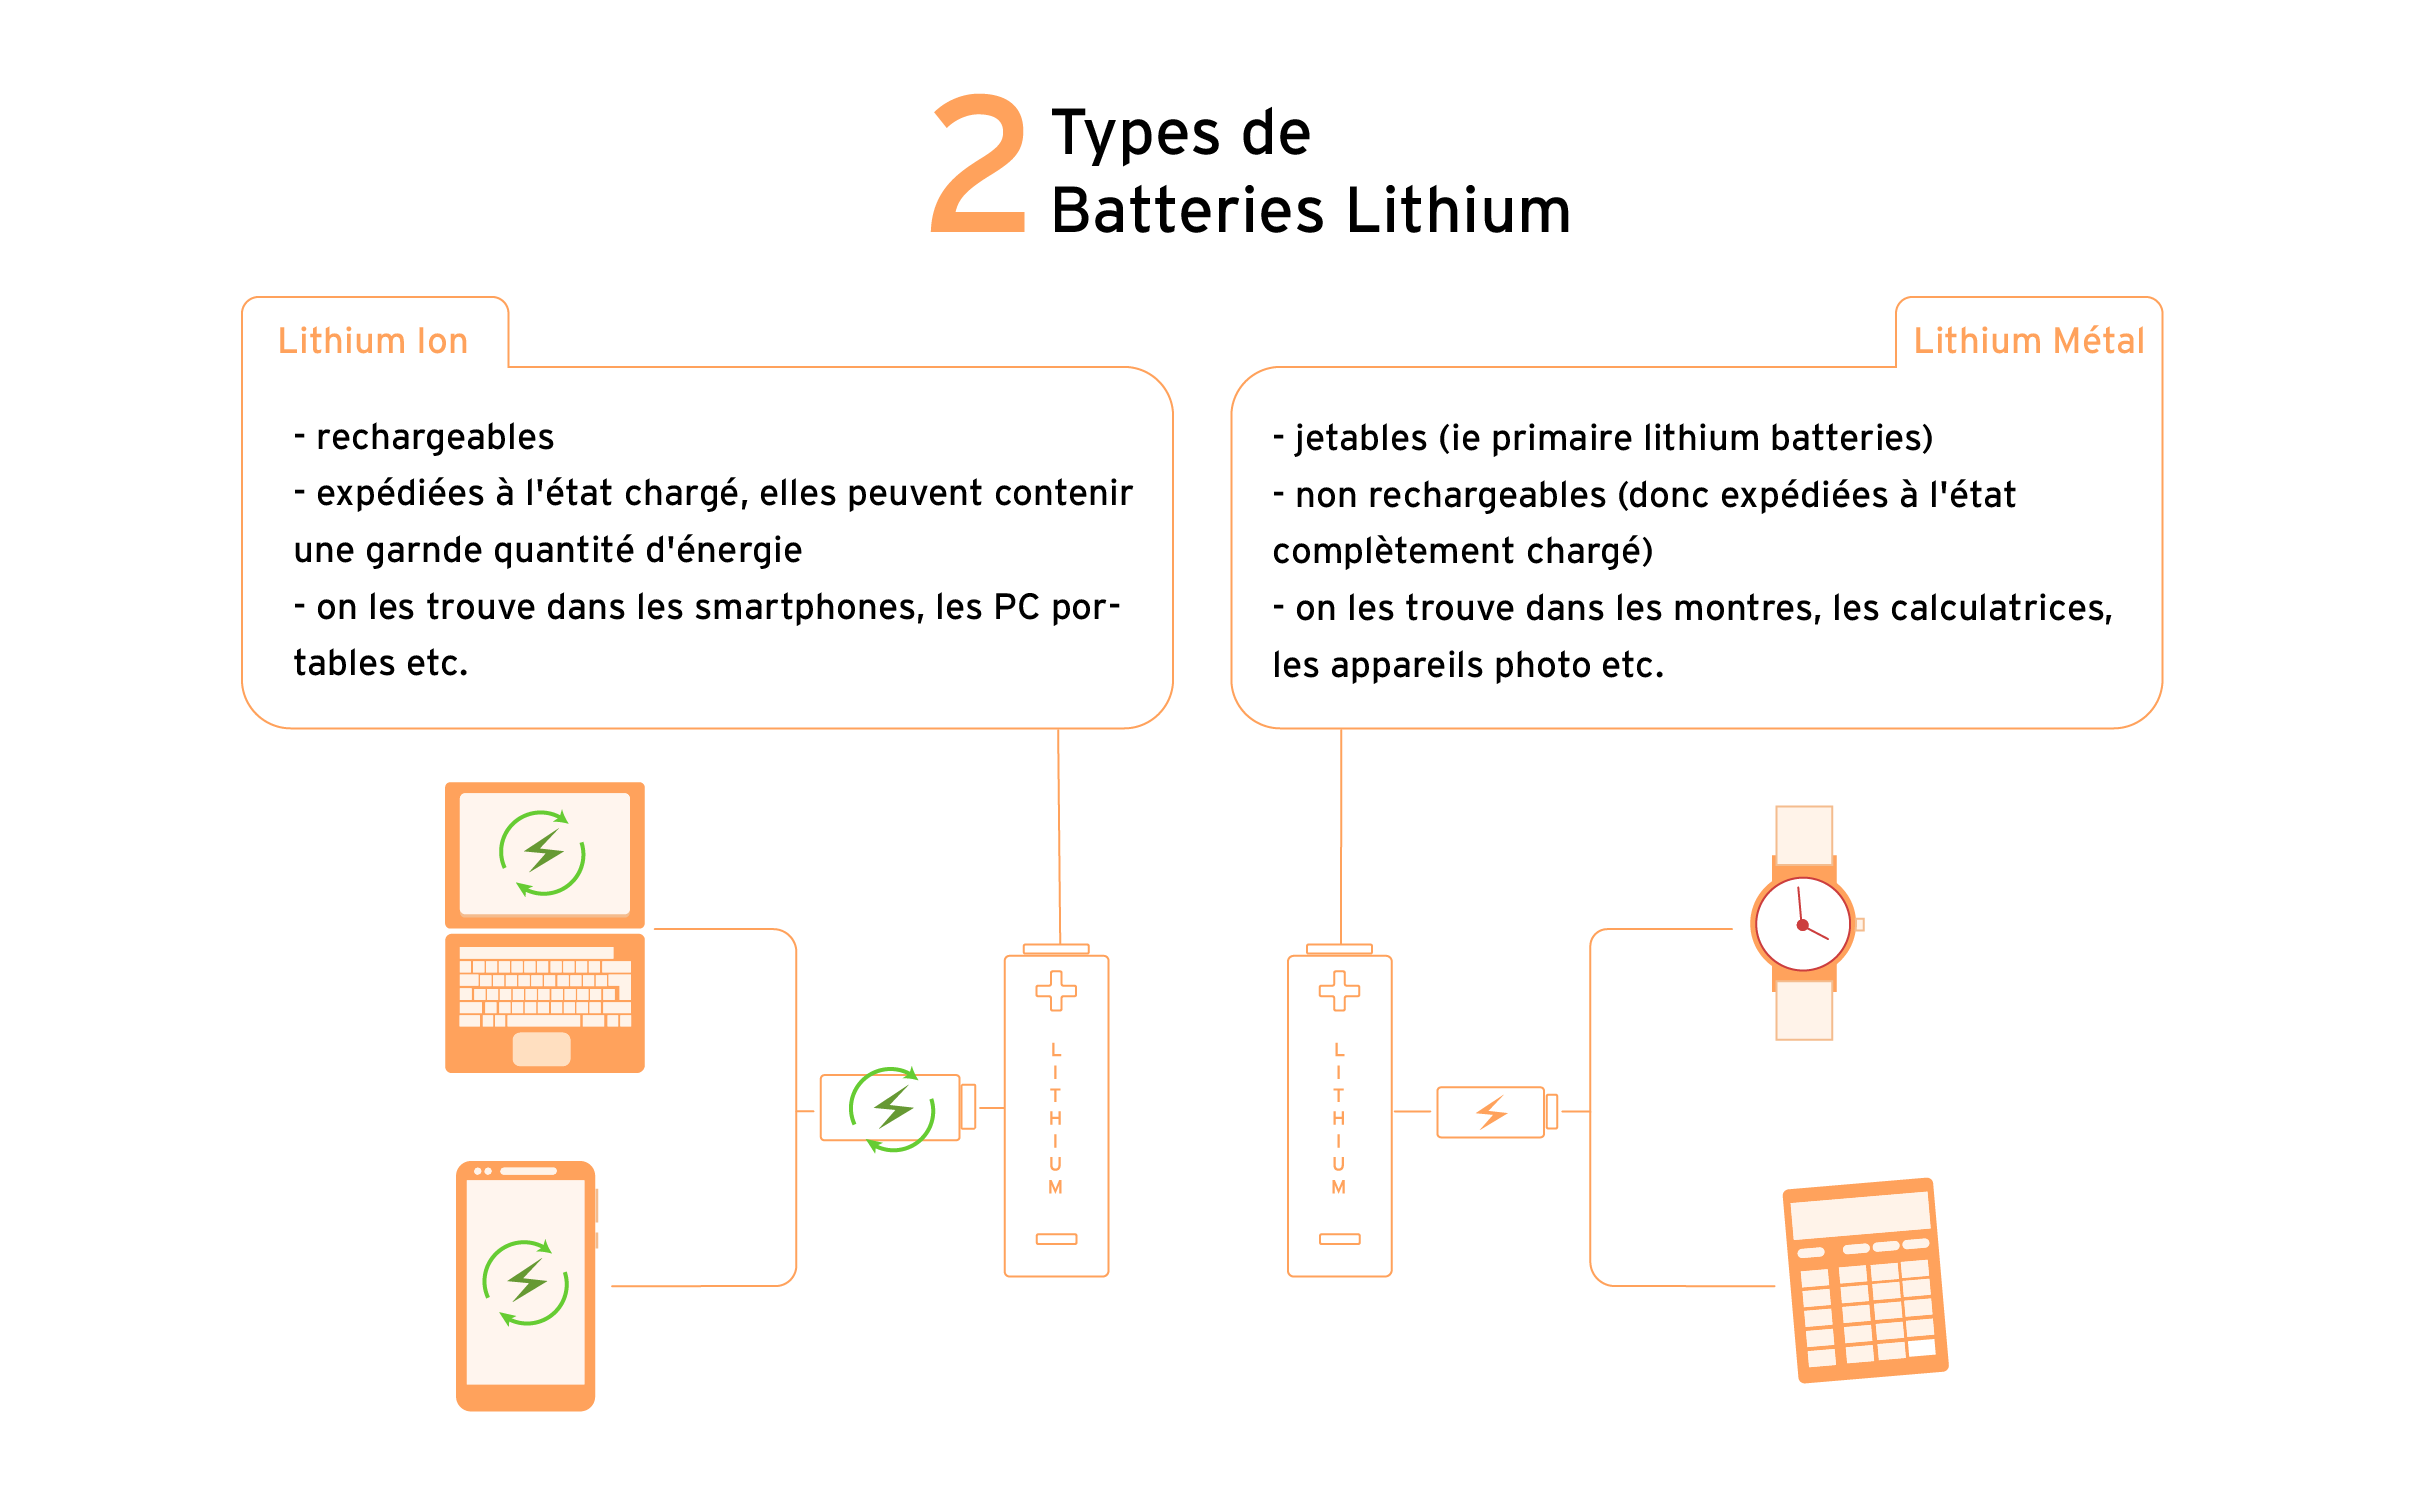 2 Types de
Batteries Lithium
Lithium Ion
- rechargeables
- expédiées à l'état chargé, elles peuvent contenir
une garnde quantité d'énergie
- on les trouve dans les smartphones, les PC por-
tables etc.
Lithium Métal
- jetables (ie primaire lithium batteries)
- non rechargeables (donc expédiées à l'état
complètement chargé)
- on les trouve dans les montres, les calculatrices,
les appareils photo etc.
LITHIUM
LITHIUM